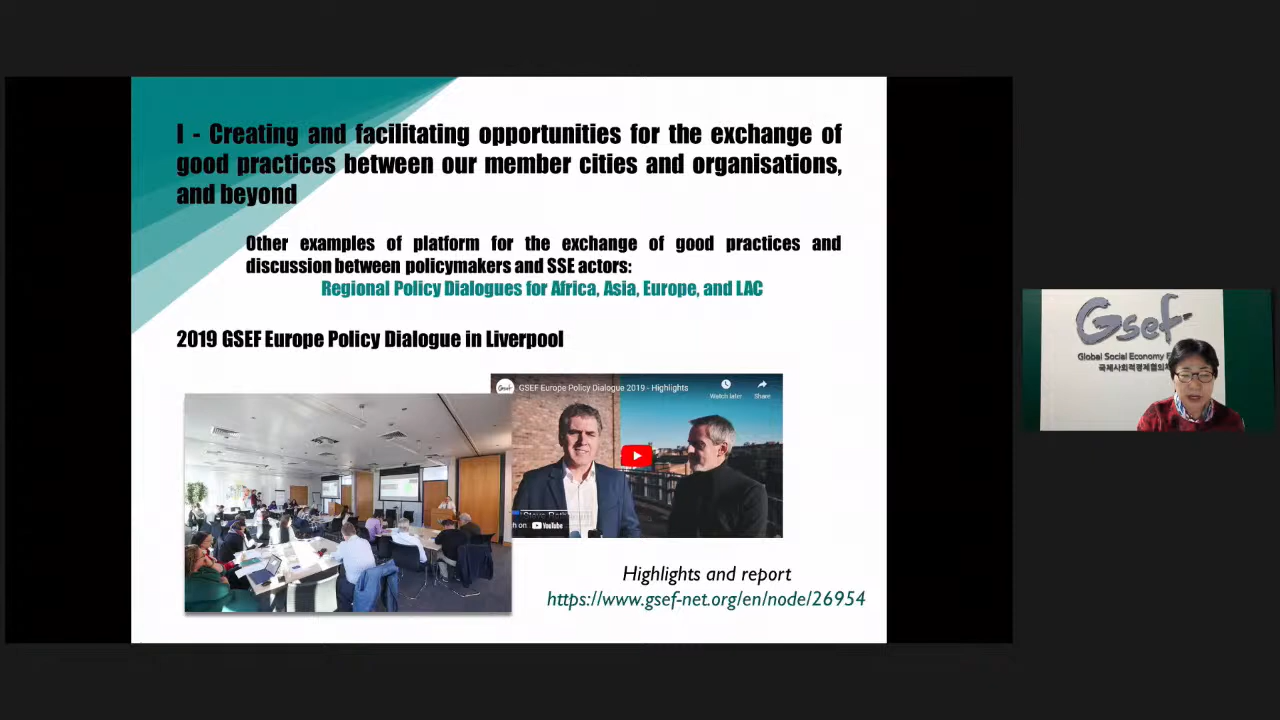 I - Creating and facilitating opportunities for the exchange of
good practices between our member cities and organisations,
and beyond
Other examples of platform for the exchange of good practices and
discussion between policymakers and SSE actors:
Regional Policy Dialogues for Africa, Asia, Europe, and LAC
2019 GSEF Europe Policy Dialogue in Liverpool
Gsef
GSEF Europe Policy Dialogue 2019 - Highlights
Watch later
Share
h on
YouTube
Highlights and report
https://www.gsef-net.org/en/node/26954
Gsef
Global Social Economy F
국제사회적경제협의체